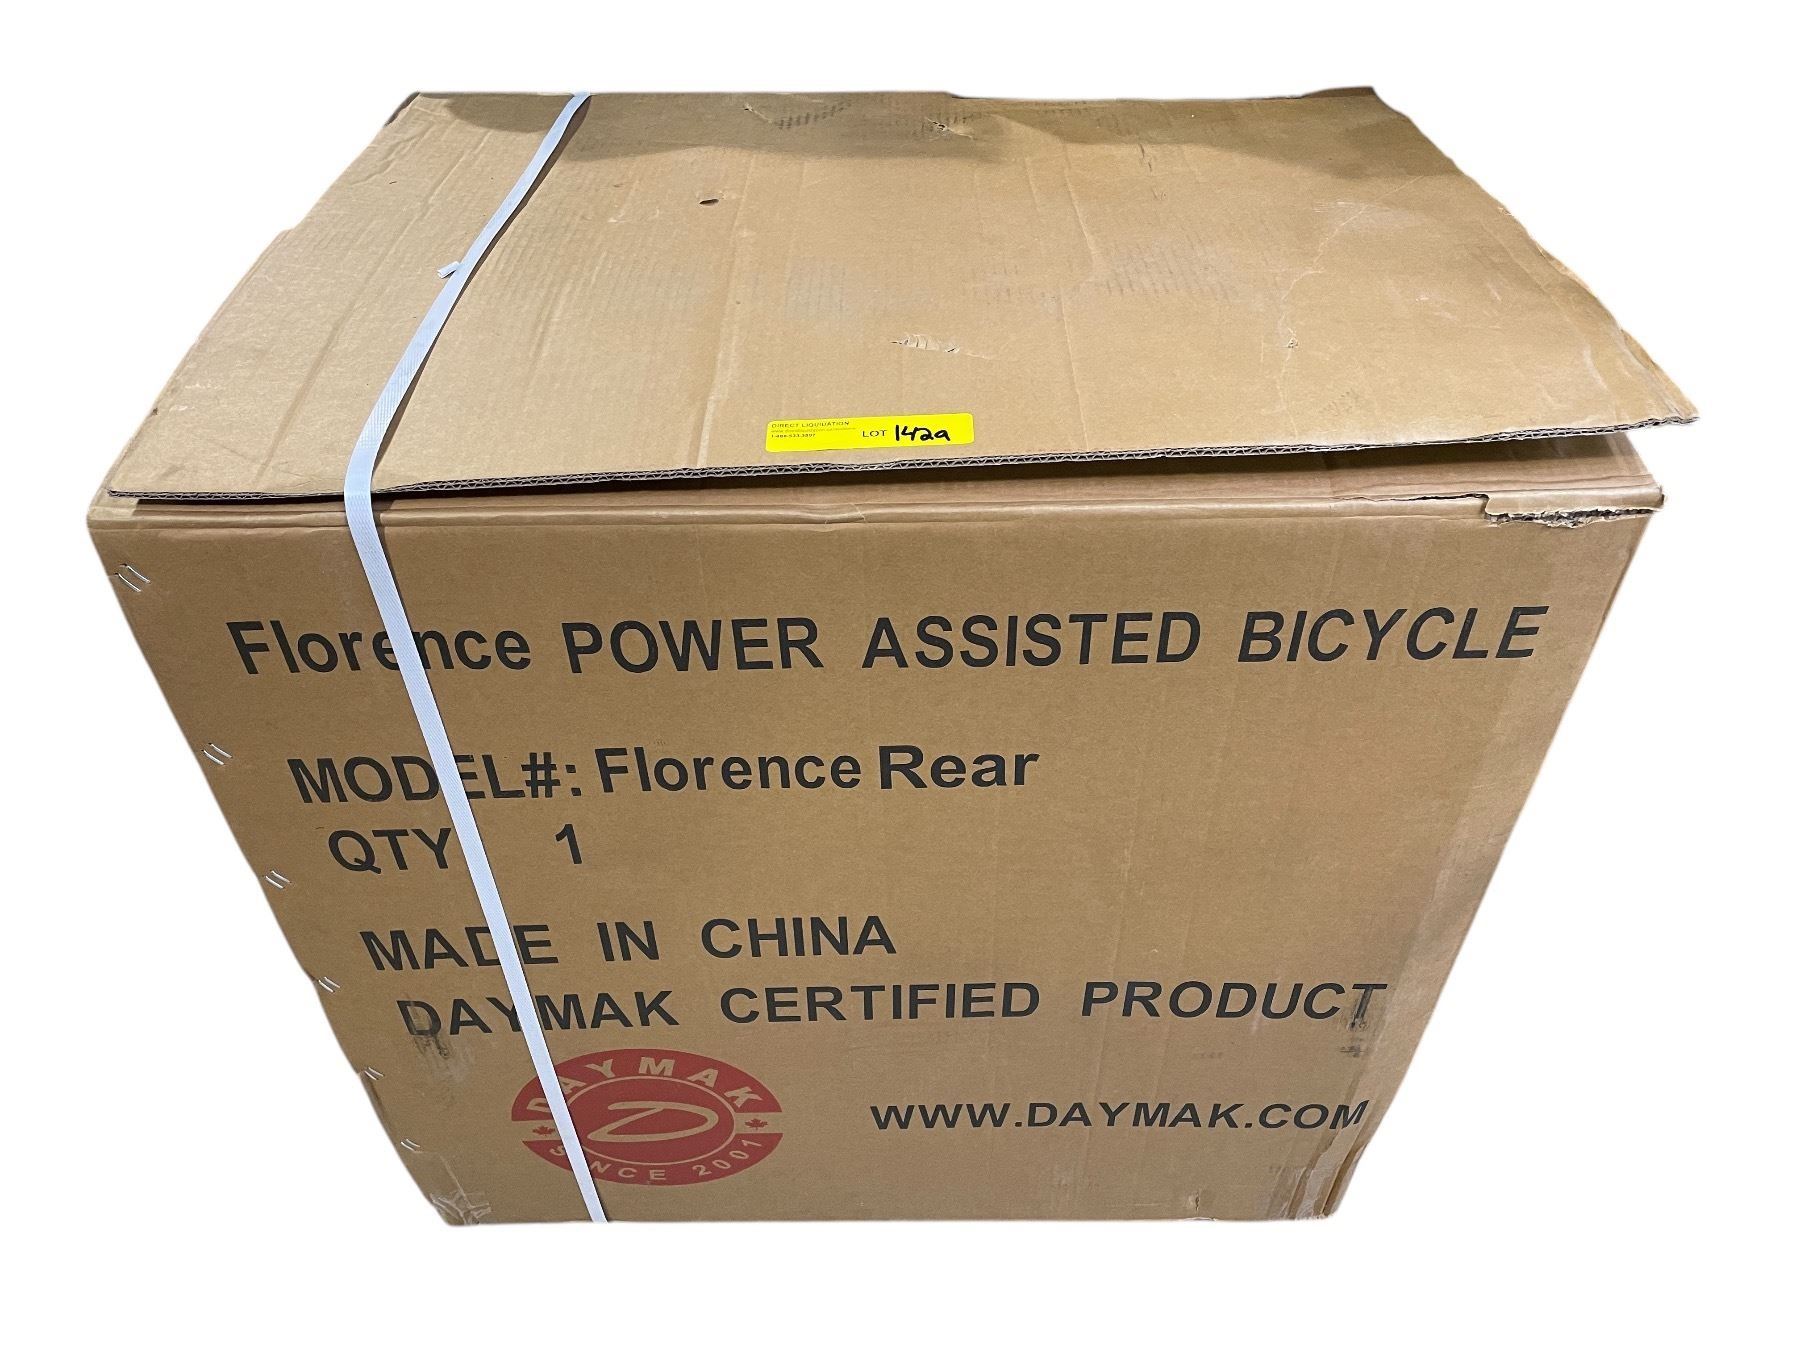 DIRECT LIQUIDATION
LOT 142a
Florence POWER ASSISTED BICYCLE
MODEL#: Florence Rear
QTY 1
MADE IN CHINA
DAYMAK CERTIFIED PRODUCT
DAYMAK
D
SINCE 2001
WWW.DAYMAK.COM